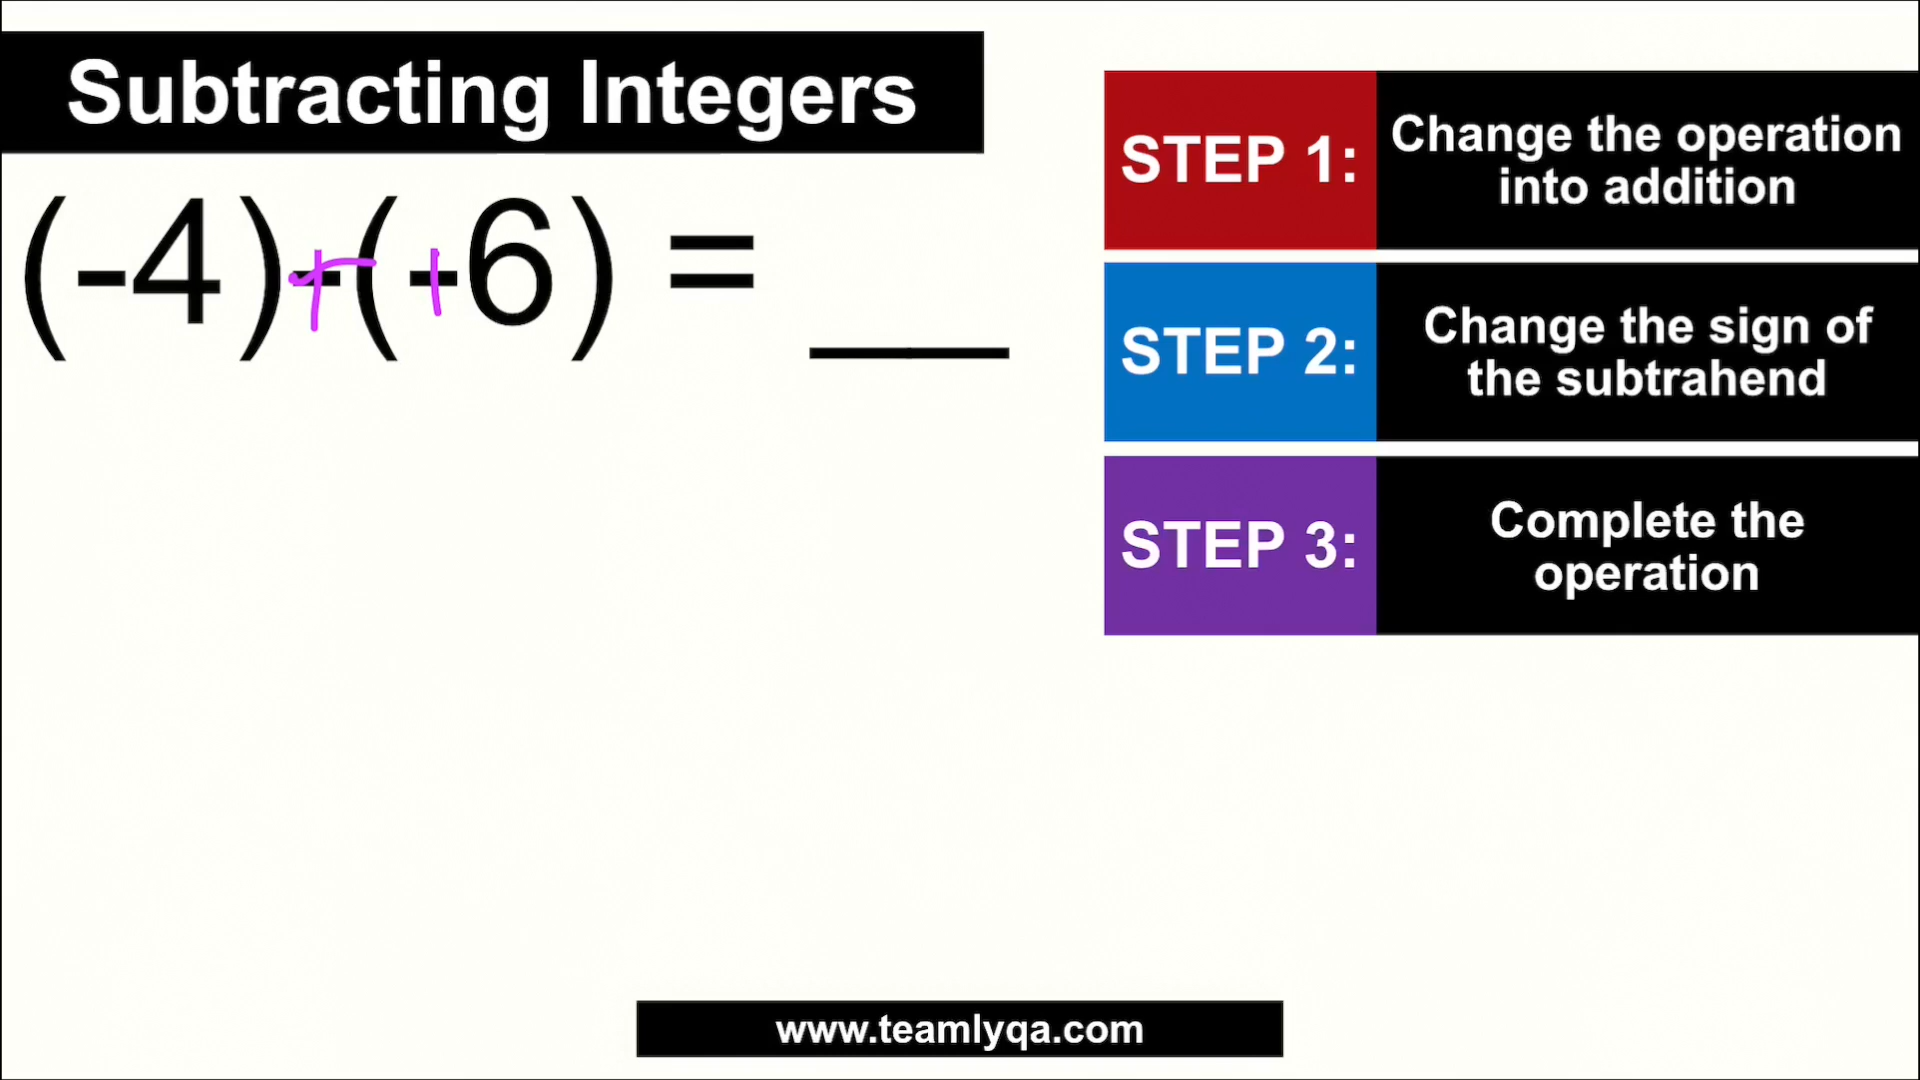 Subtracting Integers
(-4)-(-6) = __
STEP 1:
Change the operation
into addition
STEP 2:
Change the sign of
the subtrahend
STEP 3:
Complete the
operation
www.teamlyqa.com